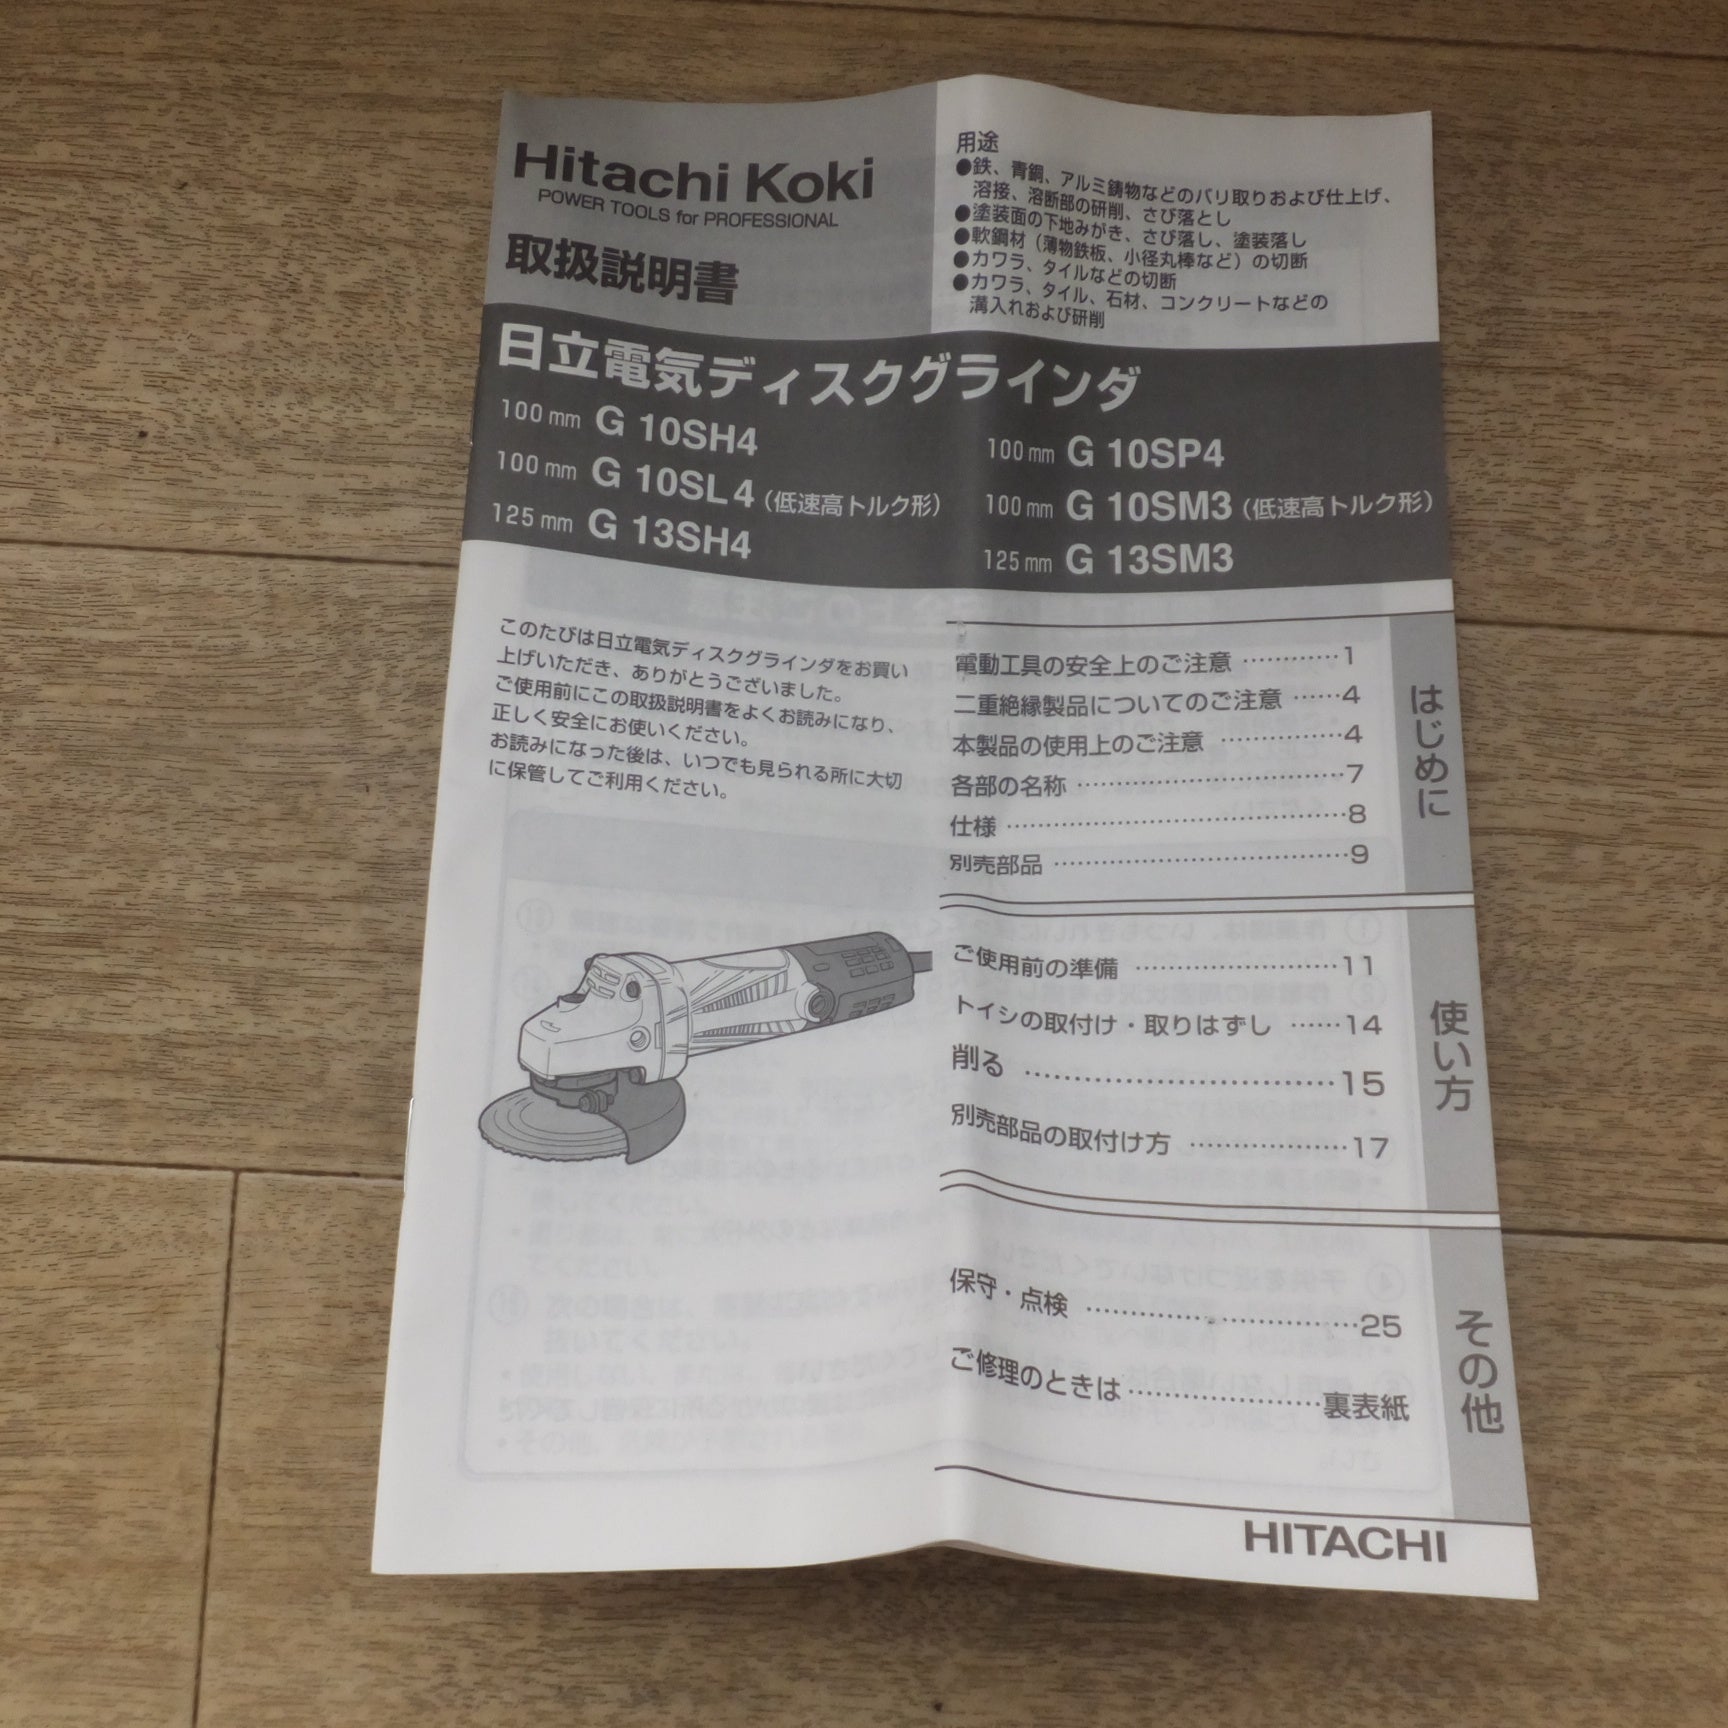 Hitachi Koki
POWER TOOLS for PROFESSIONAL
取扱説明書
用途
●鉄、青銅、アルミ鋳物などのバリ取りおよび仕上げ、
溶接、溶断部の研削、さび落とし
●塗装面の下地みがき、さび落し、塗装落し
●軟鋼材（薄物鉄板、小径丸棒など）の切断
●カワラ、タイルなどの切断
●カワラ、タイル、石材、コンクリートなどの
溝入れおよび研削
日立電気ディスクグラインダ
100 mm G 10SH4
100 mm G 10SL4（低速高トルク形）
125 mm G 13SH4
100 mm G 10SP4
100 mm G 10SM3（低速高トルク形）
125 mm G 13SM3
このたびは日立電気ディスクグラインダをお買い
上げいただき、ありがとうございました。
ご使用前にこの取扱説明書をよくお読みになり、
正しく安全にお使いください。
お読みになった後は、いつでも見られる所に大切
に保管してご利用ください。
はじめに
電動工具の安全上のご注意 …………1
二重絶縁製品についてのご注意 ……4
本製品の使用上のご注意 ……………4
各部の名称 ……………………………7
仕様 ……………………………………8
別売部品 ………………………………9
使い方
ご使用前の準備 ………………………11
トイシの取付け・取りはずし ……14
削る ……………………………………15
別売部品の取付け方 …………………17
その他
保守・点検 ……………………………25
ご修理のときは ……………………裏表紙
HITACHI